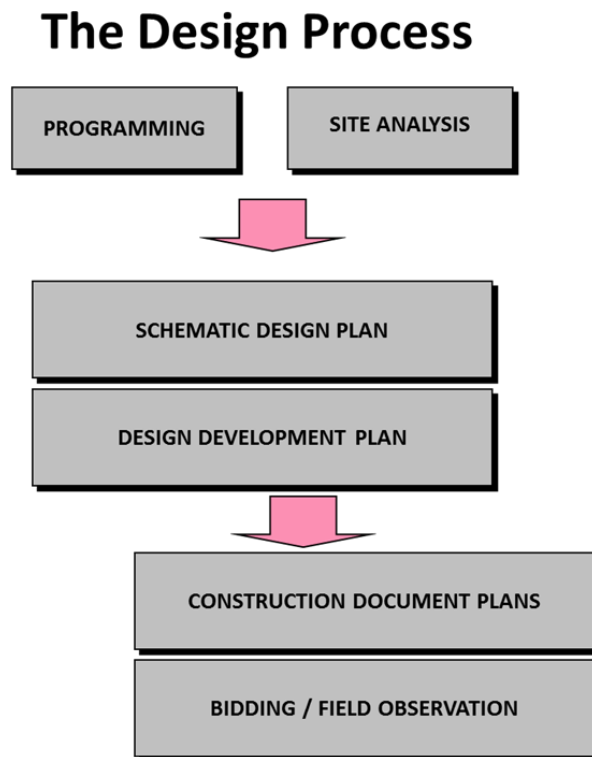 The Design Process
PROGRAMMING
SITE ANALYSIS
SCHEMATIC DESIGN PLAN
DESIGN DEVELOPMENT PLAN
CONSTRUCTION DOCUMENT PLANS
BIDDING / FIELD OBSERVATION